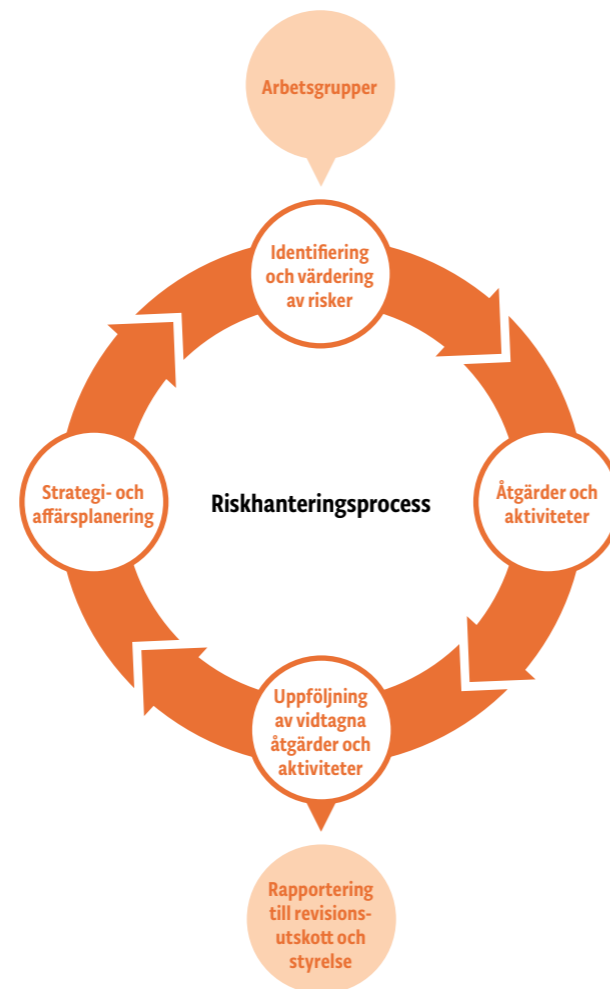 Arbetsgrupper
Identifiering
och värdering
av risker
Strategi- och
affärsplanering
Riskhanteringsprocess
Åtgärder och
aktiviteter
Uppföljning
av vidtagna
åtgärder och
aktiviteter
Rapportering
till revisions-
utskott och
styrelse